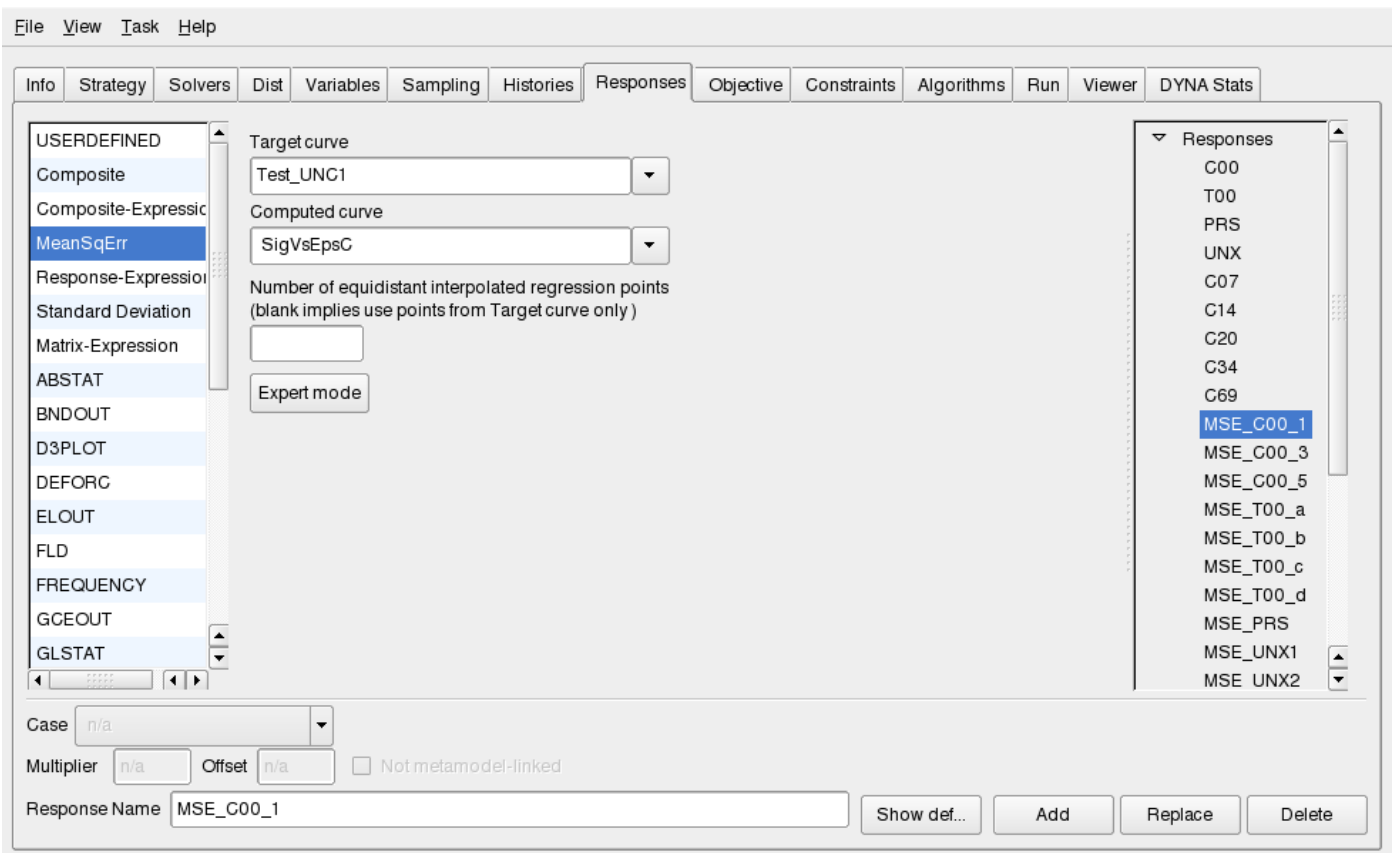 File View Task Help
Info Strategy Solvers Dist Variables Sampling Histories Responses Objective Constraints Algorithms Run Viewer DYNA Stats
USERDEFINED
Composite
Composite-Expressio
MeanSqErr
Response-Expression
Standard Deviation
Matrix-Expression
ABSTAT
BNDOUT
D3PLOT
DEFORC
ELOUT
FLD
FREQUENCY
GCEOUT
GLSTAT
Target curve
Test_UNC1
Computed curve
SigVsEpsC
Number of equidistant interpolated regression points
(blank implies use points from Target curve only )
Expert mode
Responses
C00
T00
PRS
UNX
C07
C14
C20
C34
C69
MSE_C00_1
MSE_C00_3
MSE_C00_5
MSE_T00_a
MSE_T00_b
MSE_T00_c
MSE_T00_d
MSE_PRS
MSE_UNX1
MSE_UNX2
Case n/a
Multiplier n/a Offset n/a Not metamodel-linked
Response Name MSE_C00_1 Show def... Add Replace Delete